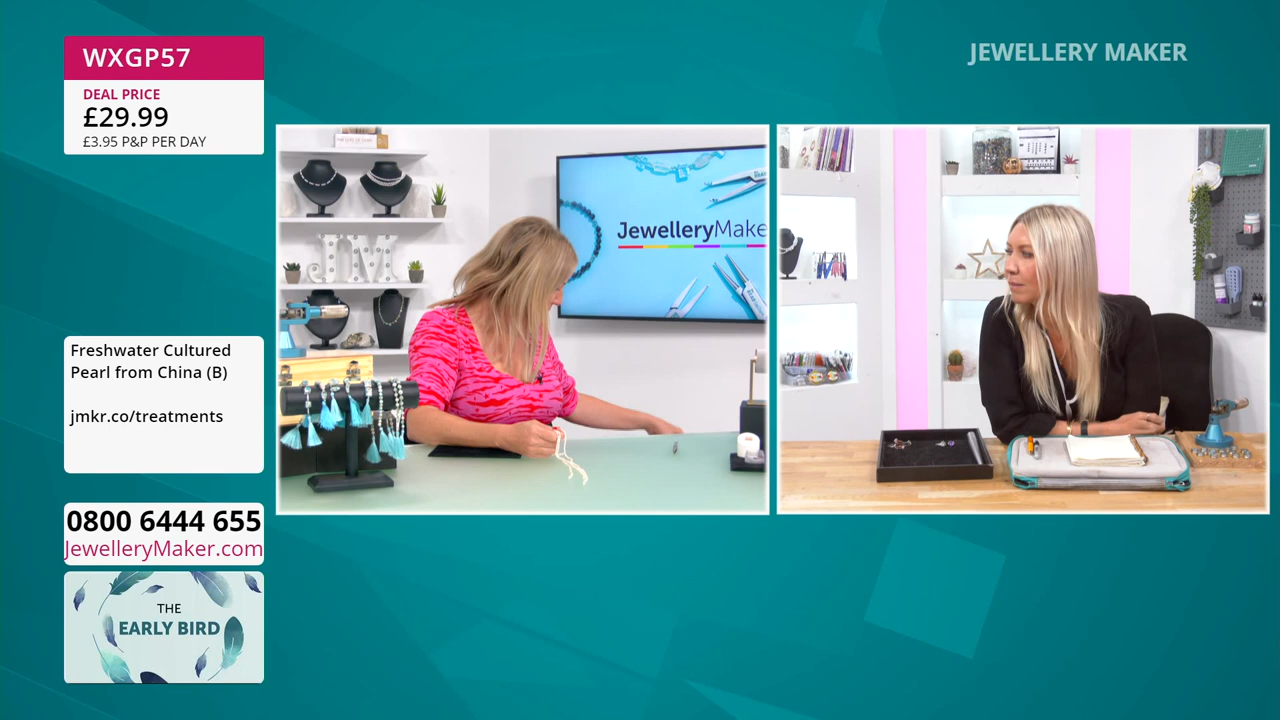 WXGP57
DEAL PRICE
£29.99
£3.95 P&P PER DAY
JEWELLERY MAKER
JewelleryMake
JM
Freshwater Cultured
Pearl from China (B)
jmkr.co/treatments
0800 6444 655
JewelleryMaker.com
THE
EARLY BIRD